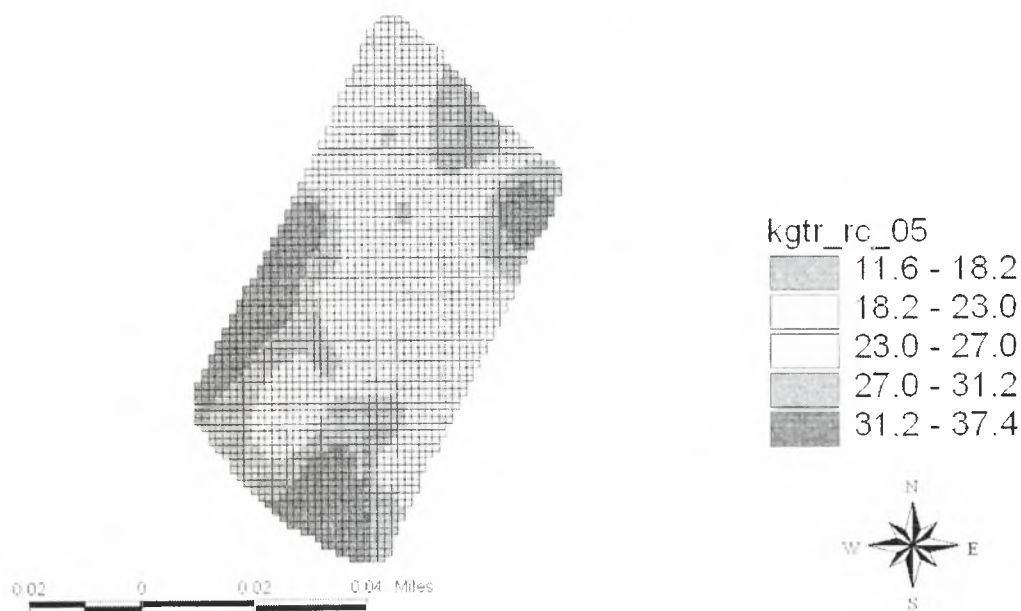 kgtr_rc_05
11.6 - 18.2
18.2 - 23.0
23.0 - 27.0
27.0 - 31.2
31.2 - 37.4
N
W E
S
0.02 0 0.02 0.04 Miles